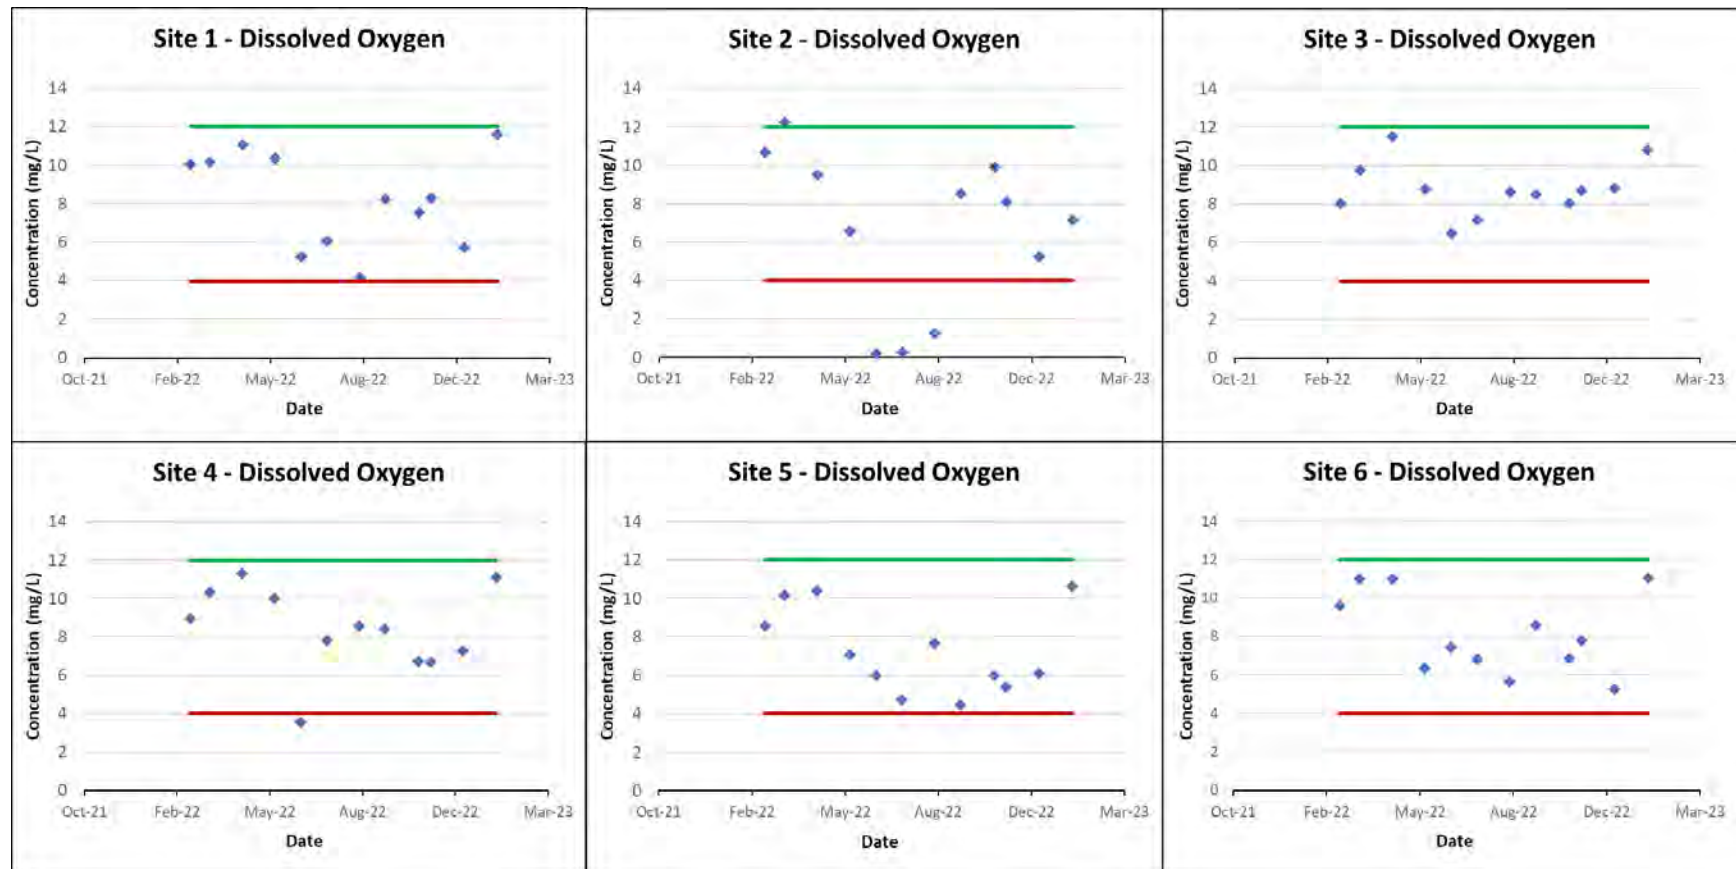 Site 1 - Dissolved Oxygen
Concentration (mg/L)
14
12
10
8
6
4
2
0
Oct-21 Feb-22 May-22 Aug-22 Dec-22 Mar-23
Date
Site 2 - Dissolved Oxygen
Concentration (mg/L)
14
12
10
8
6
4
2
0
Oct-21 Feb-22 May-22 Aug-22 Dec-22 Mar-23
Date
Site 3 - Dissolved Oxygen
Concentration (mg/L)
14
12
10
8
6
4
2
0
Oct-21 Feb-22 May-22 Aug-22 Dec-22 Mar-23
Date
Site 4 - Dissolved Oxygen
Concentration (mg/L)
14
12
10
8
6
4
2
0
Oct-21 Feb-22 May-22 Aug-22 Dec-22 Mar-23
Date
Site 5 - Dissolved Oxygen
Concentration (mg/L)
14
12
10
8
6
4
2
0
Oct-21 Feb-22 May-22 Aug-22 Dec-22 Mar-23
Date
Site 6 - Dissolved Oxygen
Concentration (mg/L)
14
12
10
8
6
4
2
0
Oct-21 Feb-22 May-22 Aug-22 Dec-22 Mar-23
Date